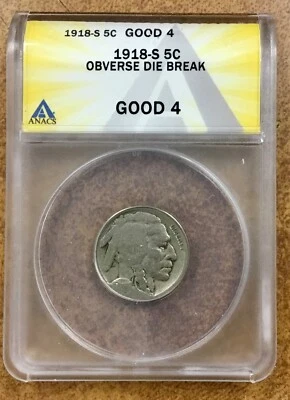 1918-S 5C GOOD 4
1918-S 5C
OBVERSE DIE BREAK
GOOD 4
ANACS